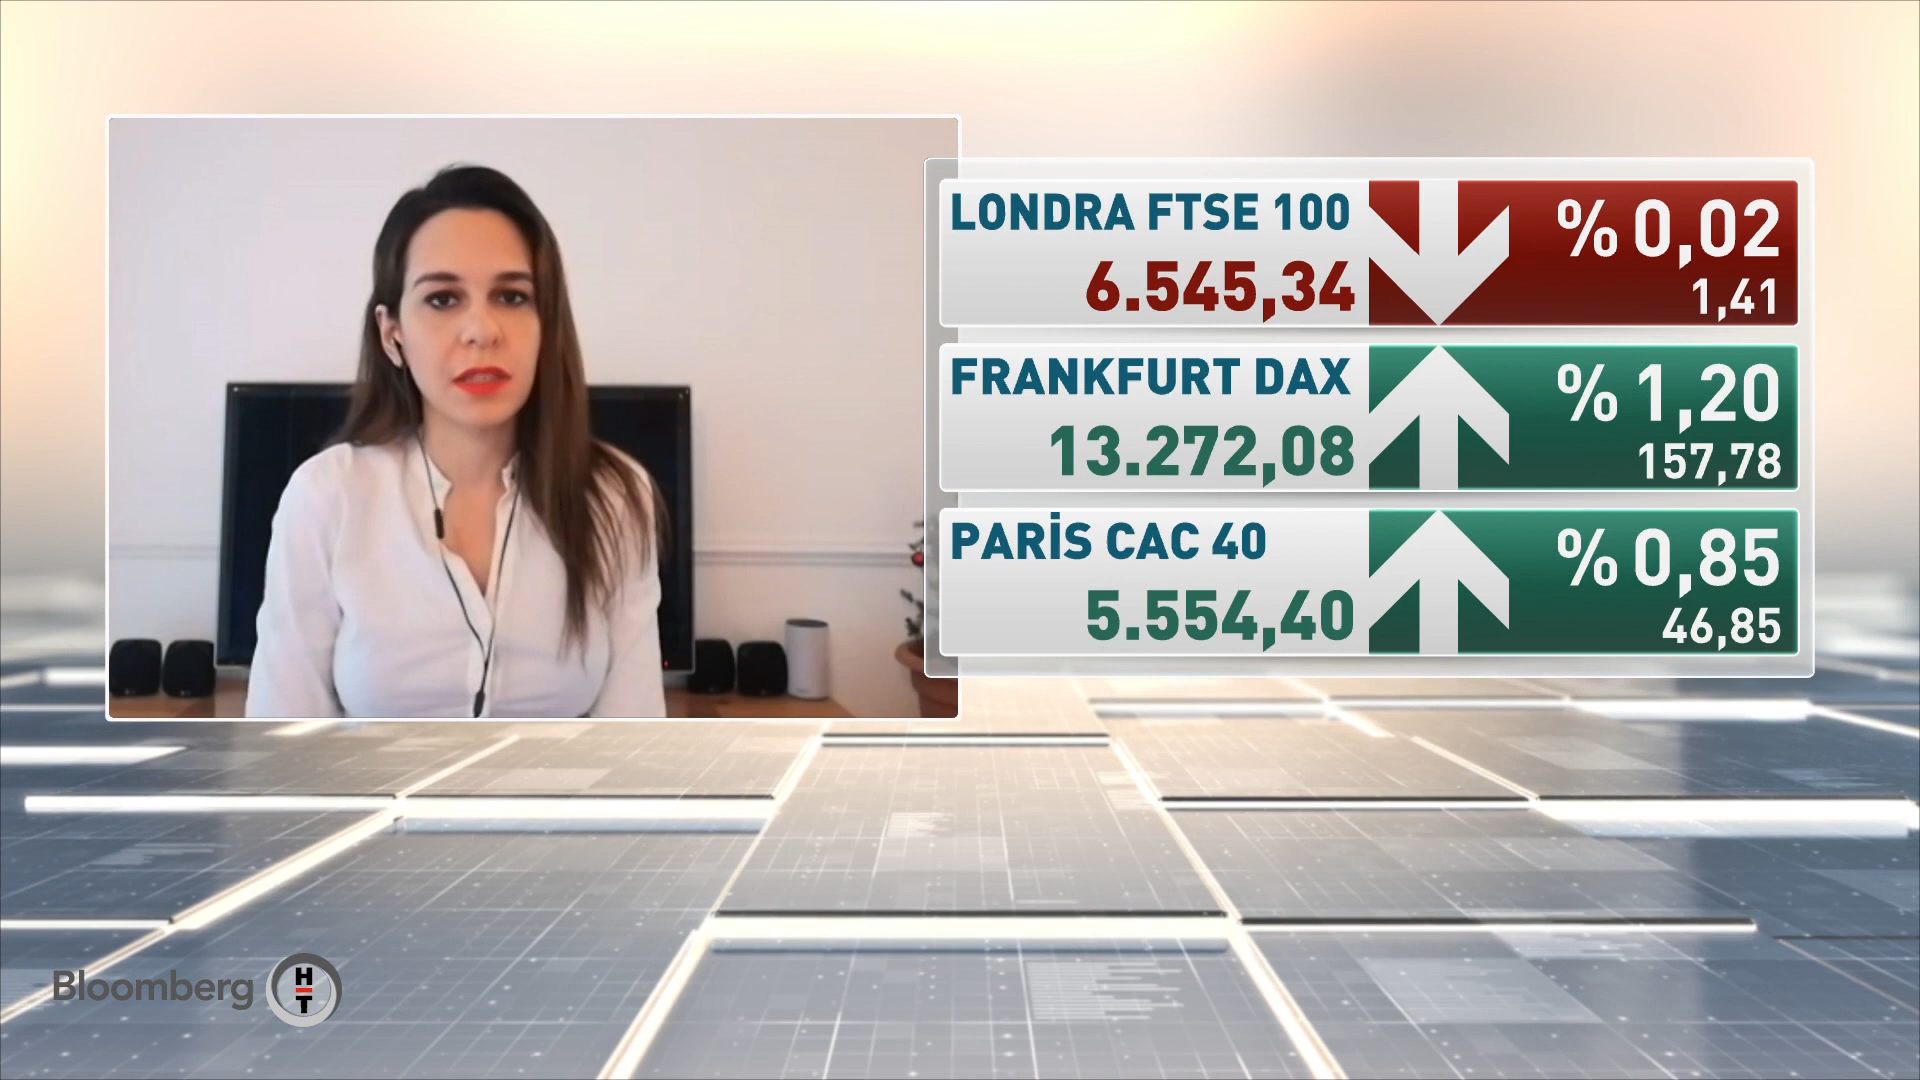 LONDRA FTSE 100
6.545,34
% 0,02
1,41
FRANKFURT DAX
13.272,08
% 1,20
157,78
PARİS CAC 40
5.554,40
% 0,85
46,85
Bloomberg HT